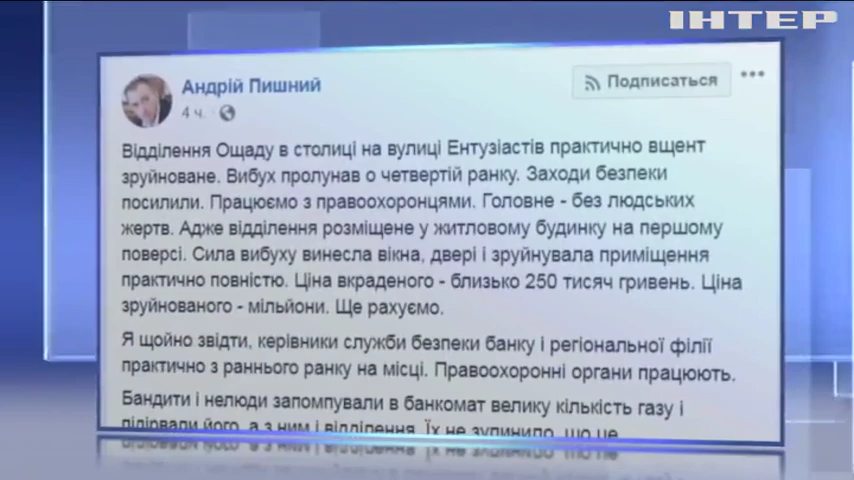 ІНТЕР
Андрій Пишний
Подписаться
4 ч.
Відділення Ощаду в столиці на вулиці Ентузіастів практично вщент
зруйноване. Вибух пролунав о четвертій ранку. Заходи безпеки
посилили. Працюємо з правоохоронцями. Головне - без людських
жертв. Адже відділення розміщене у житловому будинку на першому
поверсі. Сила вибуху винесла вікна, двері і зруйнувала приміщення
практично повністю. Ціна вкраденого - близько 250 тисяч гривень. Ціна
зруйнованого - мільйони. Ще рахуємо.
Я щойно звідти, керівники служби безпеки банку і регіональної філії
практично з раннього ранку на місці. Правоохоронні органи працюють.
Бандити і нелюди запомпували в банкомат велику кількість газу і
підірвали його, а з ним і відділення. Їх не зупинило, що це